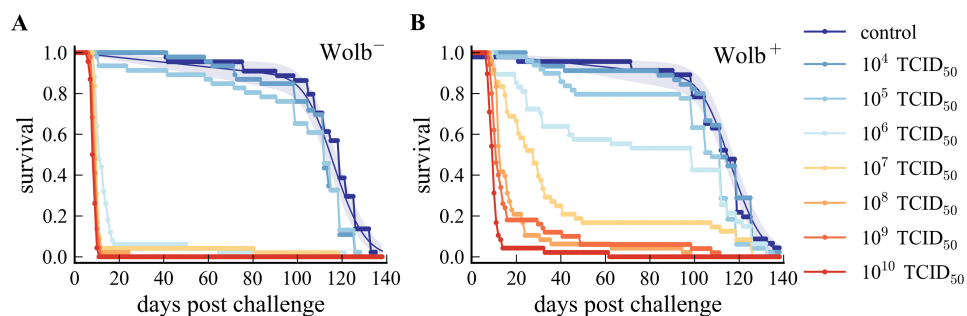 A
B
Wolb⁻
Wolb⁺
survival
1.0
0.8
0.6
0.4
0.2
0.0
0 20 40 60 80 100 120 140
days post challenge
survival
1.0
0.8
0.6
0.4
0.2
0.0
0 20 40 60 80 100 120 140
days post challenge
control
10⁴ TCID₅₀
10⁵ TCID₅₀
10⁶ TCID₅₀
10⁷ TCID₅₀
10⁸ TCID₅₀
10⁹ TCID₅₀
10¹⁰ TCID₅₀